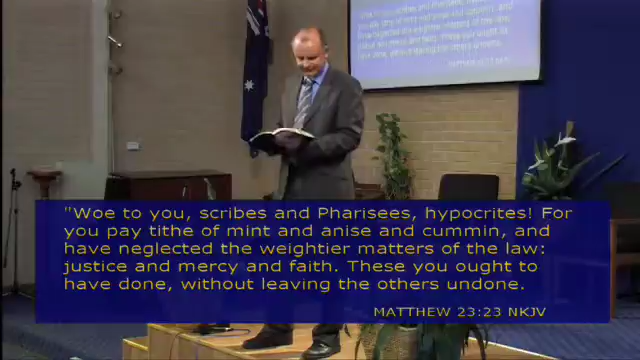 "Woe to you, scribes and Pharisees, hypocrites! For
you pay tithe of mint and anise and cummin, and
have neglected the weightier matters of the law:
justice and mercy and faith. These you ought to
have done, without leaving the others undone.
MATTHEW 23:23 NKJV